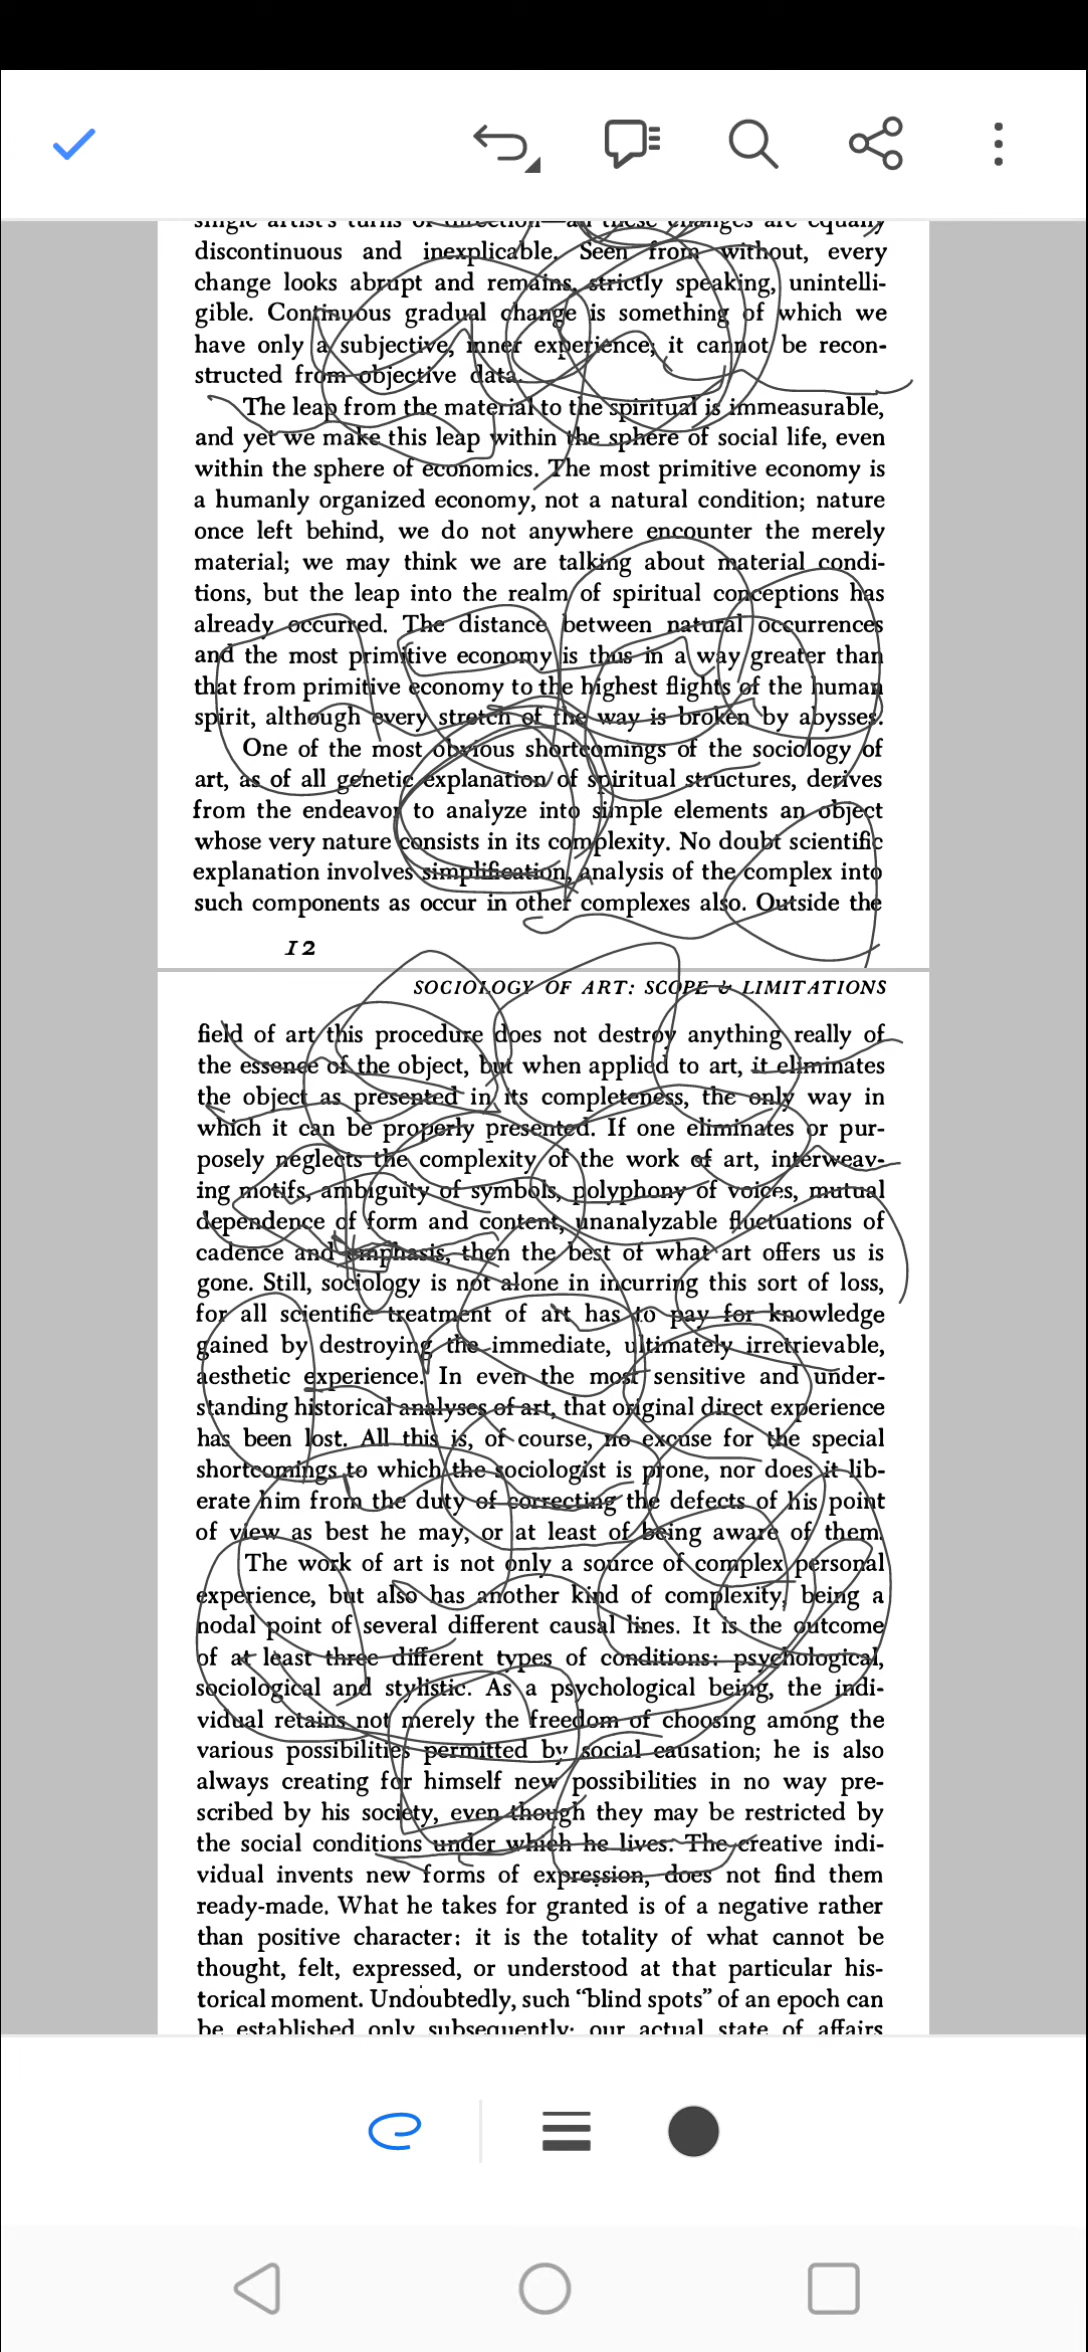 single artist's turns of direction—all these changes are equally
discontinuous and inexplicable. Seen from without, every
change looks abrupt and remains, strictly speaking, unintelli-
gible. Continuous gradual change is something of which we
have only a subjective, inner experience; it cannot be recon-
structed from objective data.
The leap from the material to the spiritual is immeasurable,
and yet we make this leap within the sphere of social life, even
within the sphere of economics. The most primitive economy is
a humanly organized economy, not a natural condition; nature
once left behind, we do not anywhere encounter the merely
material; we may think we are talking about material condi-
tions, but the leap into the realm of spiritual conceptions has
already occurred. The distance between natural occurrences
and the most primitive economy is thus in a way greater than
that from primitive economy to the highest flights of the human
spirit, although every stretch of the way is broken by abysses.
One of the most obvious shortcomings of the sociology of
art, as of all genetic explanation of spiritual structures, derives
from the endeavor to analyze into simple elements an object
whose very nature consists in its complexity. No doubt scientific
explanation involves simplification, analysis of the complex into
such components as occur in other complexes also. Outside the
12
SOCIOLOGY OF ART: SCOPE & LIMITATIONS
field of art this procedure does not destroy anything really of
the essence of the object, but when applied to art, it eliminates
the object as presented in its completeness, the only way in
which it can be properly presented. If one eliminates or pur-
posely neglects the complexity of the work of art, interweav-
ing motifs, ambiguity of symbols, polyphony of voices, mutual
dependence of form and content, unanalyzable fluctuations of
cadence and emphasis, then the best of what art offers us is
gone. Still, sociology is not alone in incurring this sort of loss,
for all scientific treatment of art has to pay for knowledge
gained by destroying the immediate, ultimately irretrievable,
aesthetic experience. In even the most sensitive and under-
standing historical analyses of art, that original direct experience
has been lost. All this is, of course, no excuse for the special
shortcomings to which the sociologist is prone, nor does it lib-
erate him from the duty of correcting the defects of his point
of view as best he may, or at least of being aware of them.
The work of art is not only a source of complex personal
experience, but also has another kind of complexity, being a
nodal point of several different causal lines. It is the outcome
of at least three different types of conditions: psychological,
sociological and stylistic. As a psychological being, the indi-
vidual retains not merely the freedom of choosing among the
various possibilities permitted by social causation; he is also
always creating for himself new possibilities in no way pre-
scribed by his society, even though they may be restricted by
the social conditions under which he lives. The creative indi-
vidual invents new forms of expression, does not find them
ready-made. What he takes for granted is of a negative rather
than positive character: it is the totality of what cannot be
thought, felt, expressed, or understood at that particular his-
torical moment. Undoubtedly, such “blind spots” of an epoch can
be established only subsequently; our actual state of affairs